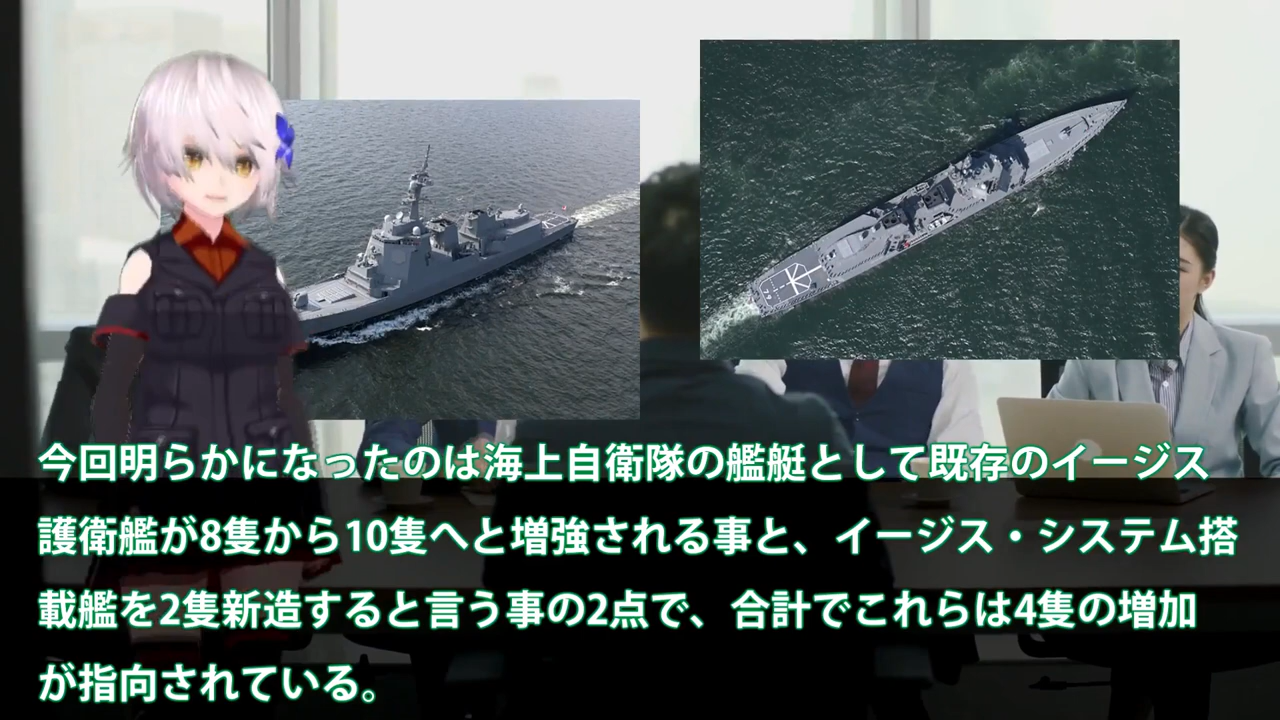 今回明らかになったのは海上自衛隊の艦艇として既存のイージス
護衛艦が8隻から10隻へと増強される事と、イージス・システム搭
載艦を2隻新造すると言う事の2点で、合計でこれらは4隻の増加
が指向されている。